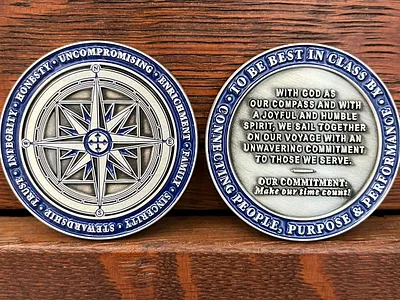 TRUST · INTEGRITY · HONESTY · UNCOMPROMISING · ENRICHMENT · FAMILY · SINCERITY · STEWARDSHIP ·
· TO BE BEST IN CLASS BY ·
CONNECTING PEOPLE, PURPOSE & PERFORMANCE
WITH GOD AS
OUR COMPASS AND WITH
A JOYFUL AND HUMBLE
SPIRIT, WE SAIL TOGETHER
ON OUR VOYAGE WITH AN
UNWAVERING COMMITMENT
TO THOSE WE SERVE.
OUR COMMITMENT:
Make our time count!